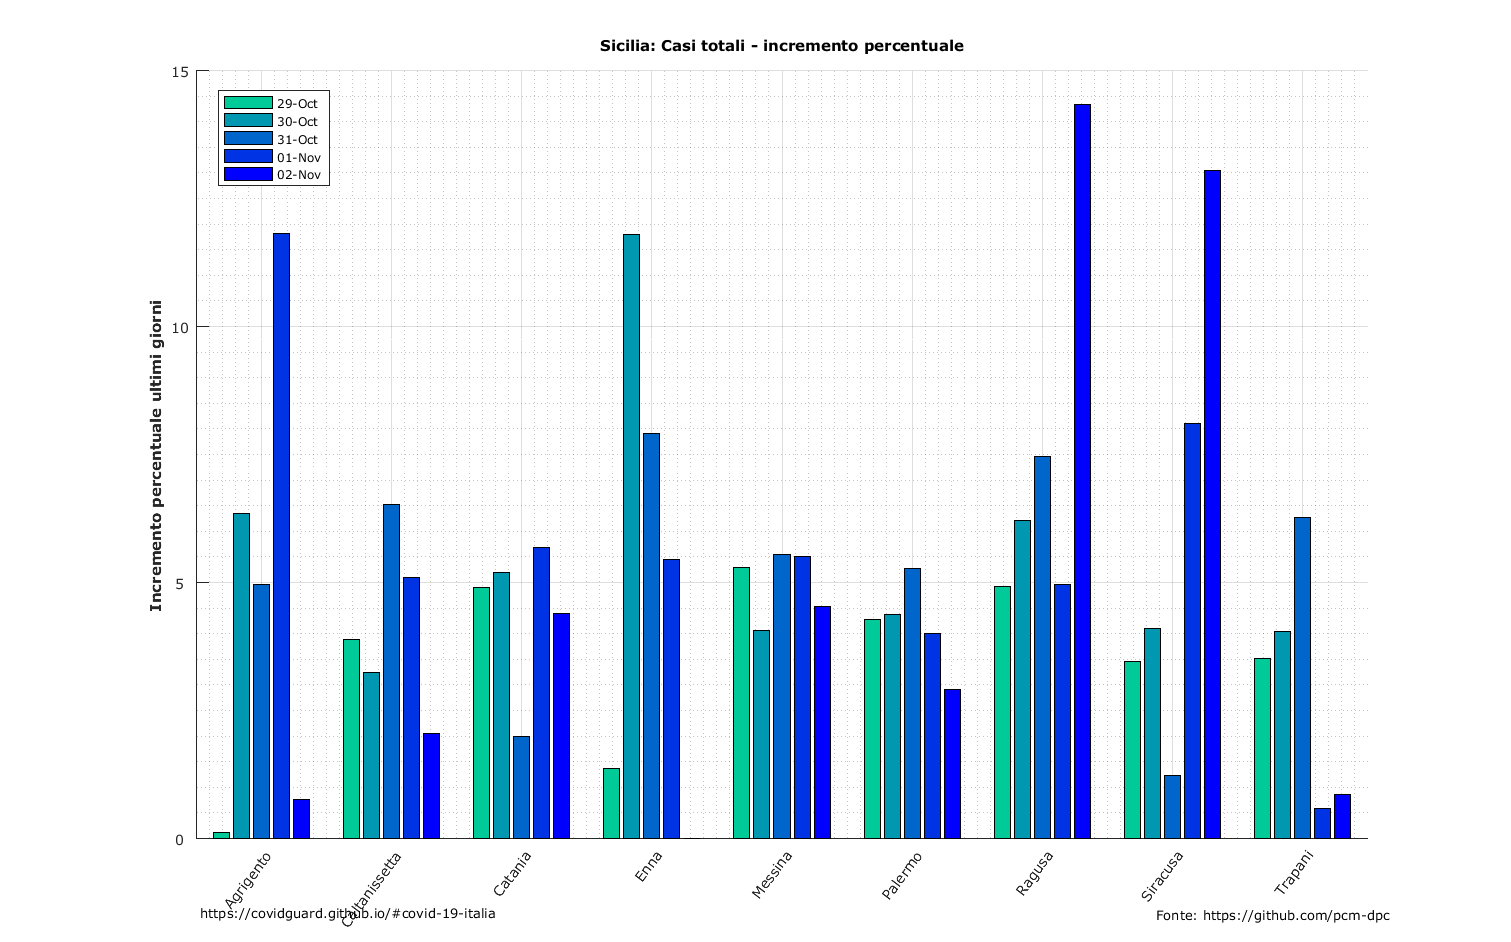 Sicilia: Casi totali - incremento percentuale
15
29-Oct
30-Oct
31-Oct
01-Nov
02-Nov
10
5
0
Incremento percentuale ultimi giorni
Agrigento
Caltanissetta
Catania
Enna
Messina
Palermo
Ragusa
Siracusa
Trapani
https://covidguard.github.io/#covid-19-italia
Fonte: https://github.com/pcm-dpc